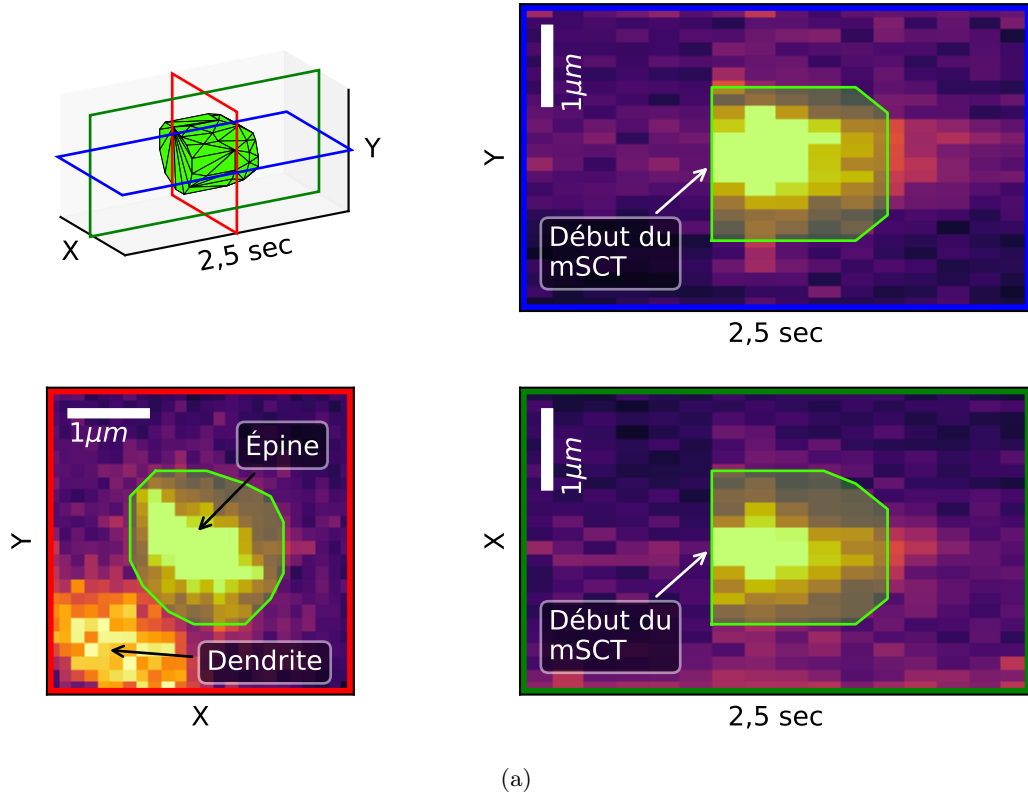 Y
X
2,5 sec
1μm
Y
Début du
mSCT
2,5 sec
1μm
Épine
Y
Dendrite
X
1μm
X
Début du
mSCT
2,5 sec
(a)